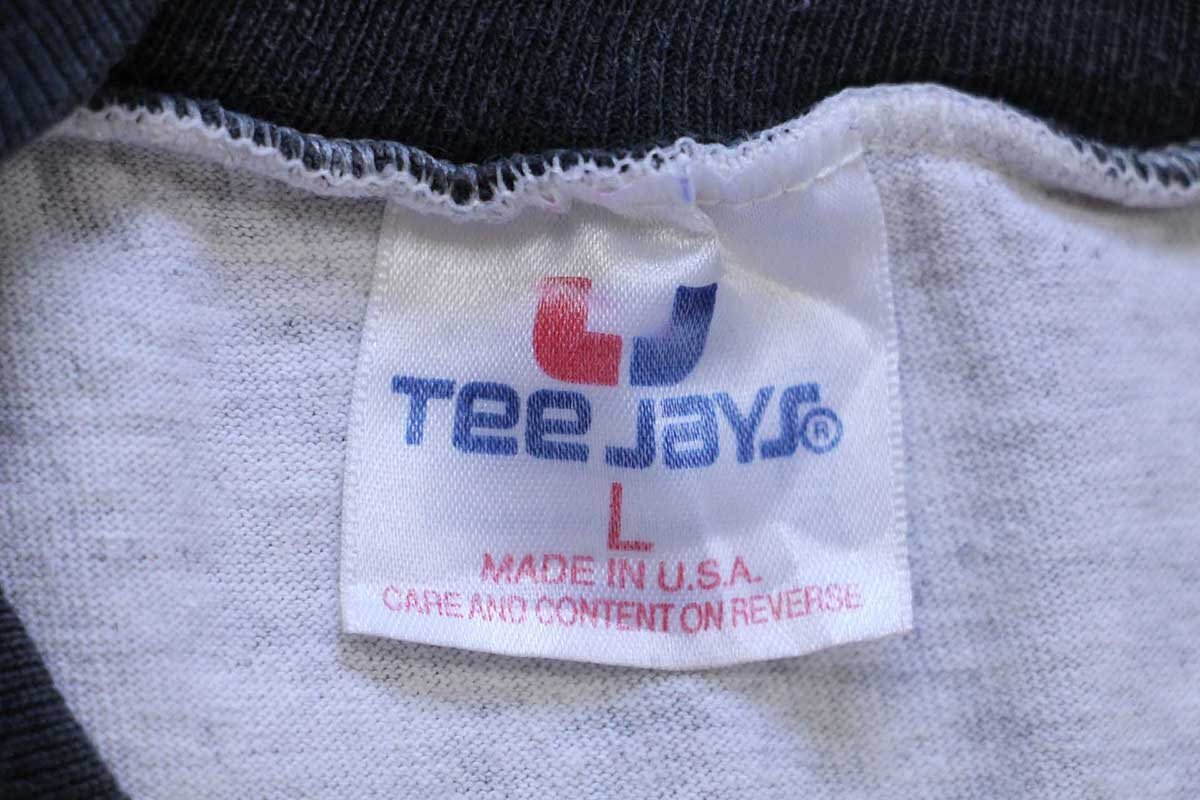 TEE JAYS®
L
MADE IN U.S.A.
CARE AND CONTENT ON REVERSE